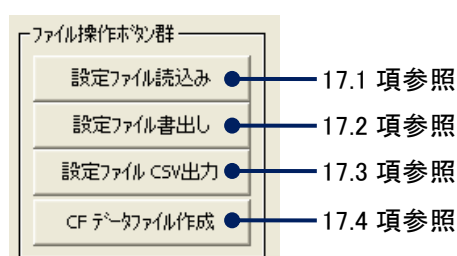 ファイル操作ボタン群
設定ファイル読込み 17.1 項参照
設定ファイル書出し 17.2 項参照
設定ファイル CSV出力 17.3 項参照
CF データファイル作成 17.4 項参照